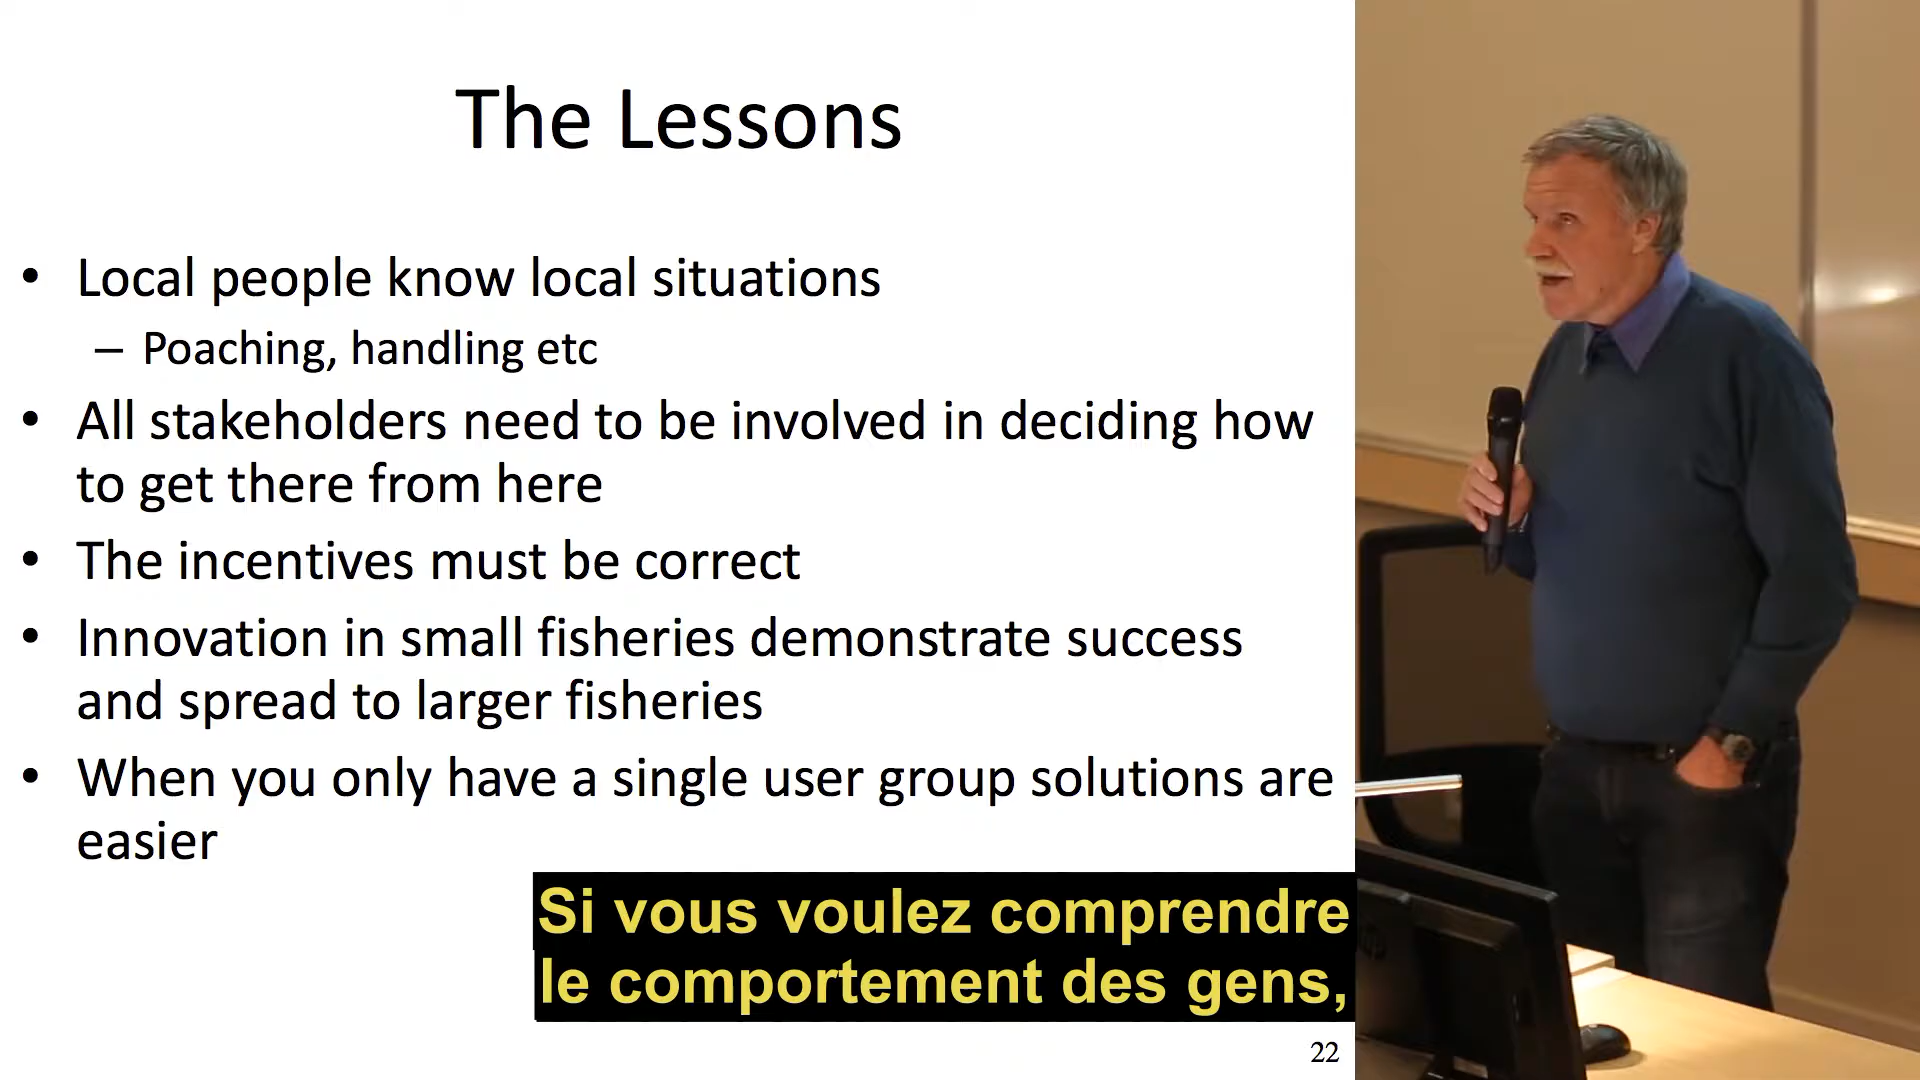 The Lessons
• Local people know local situations
– Poaching, handling etc
• All stakeholders need to be involved in deciding how
to get there from here
• The incentives must be correct
• Innovation in small fisheries demonstrate success
and spread to larger fisheries
• When you only have a single user group solutions are
easier
Si vous voulez comprendre
le comportement des gens,
22